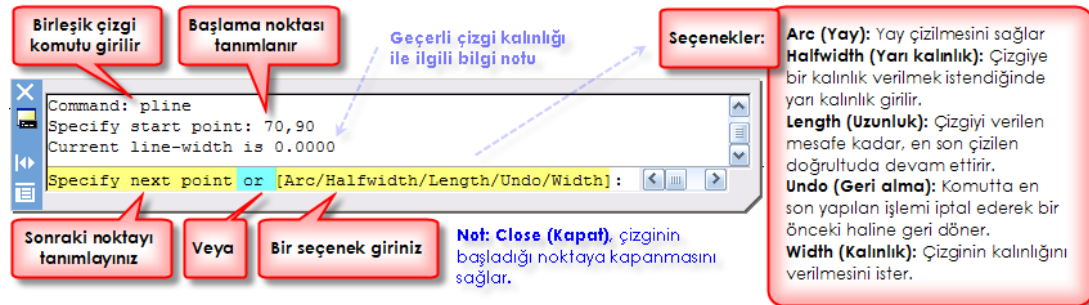 Birleşik çizgi
komutu girilir
Başlama noktası
tanımlanır
Geçerli çizgi kalınlığı
ile ilgili bilgi notu
Seçenekler:
Arc (Yay): Yay çizilmesini sağlar
Halfwidth (Yarı kalınlık): Çizgiye
bir kalınlık verilmek istendiğinde
yarı kalınlık girilir.
Length (Uzunluk): Çizgiyi verilen
mesafe kadar, en son çizilen
doğrultuda devam ettirir.
Undo (Geri alma): Komutta en
son yapılan işlemi iptal ederek bir
önceki haline geri döner.
Width (Kalınlık): Çizginin kalınlığını
verilmesini ister.
Command: pline
Specify start point: 70,90
Current line-width is 0.0000
Specify next point or [Arc/Halfwidth/Length/Undo/Width]:
Sonraki noktayı
tanımlayınız
Veya
Bir seçenek giriniz
Not: Close (Kapat), çizginin
başladığı noktaya kapanmasını
sağlar.